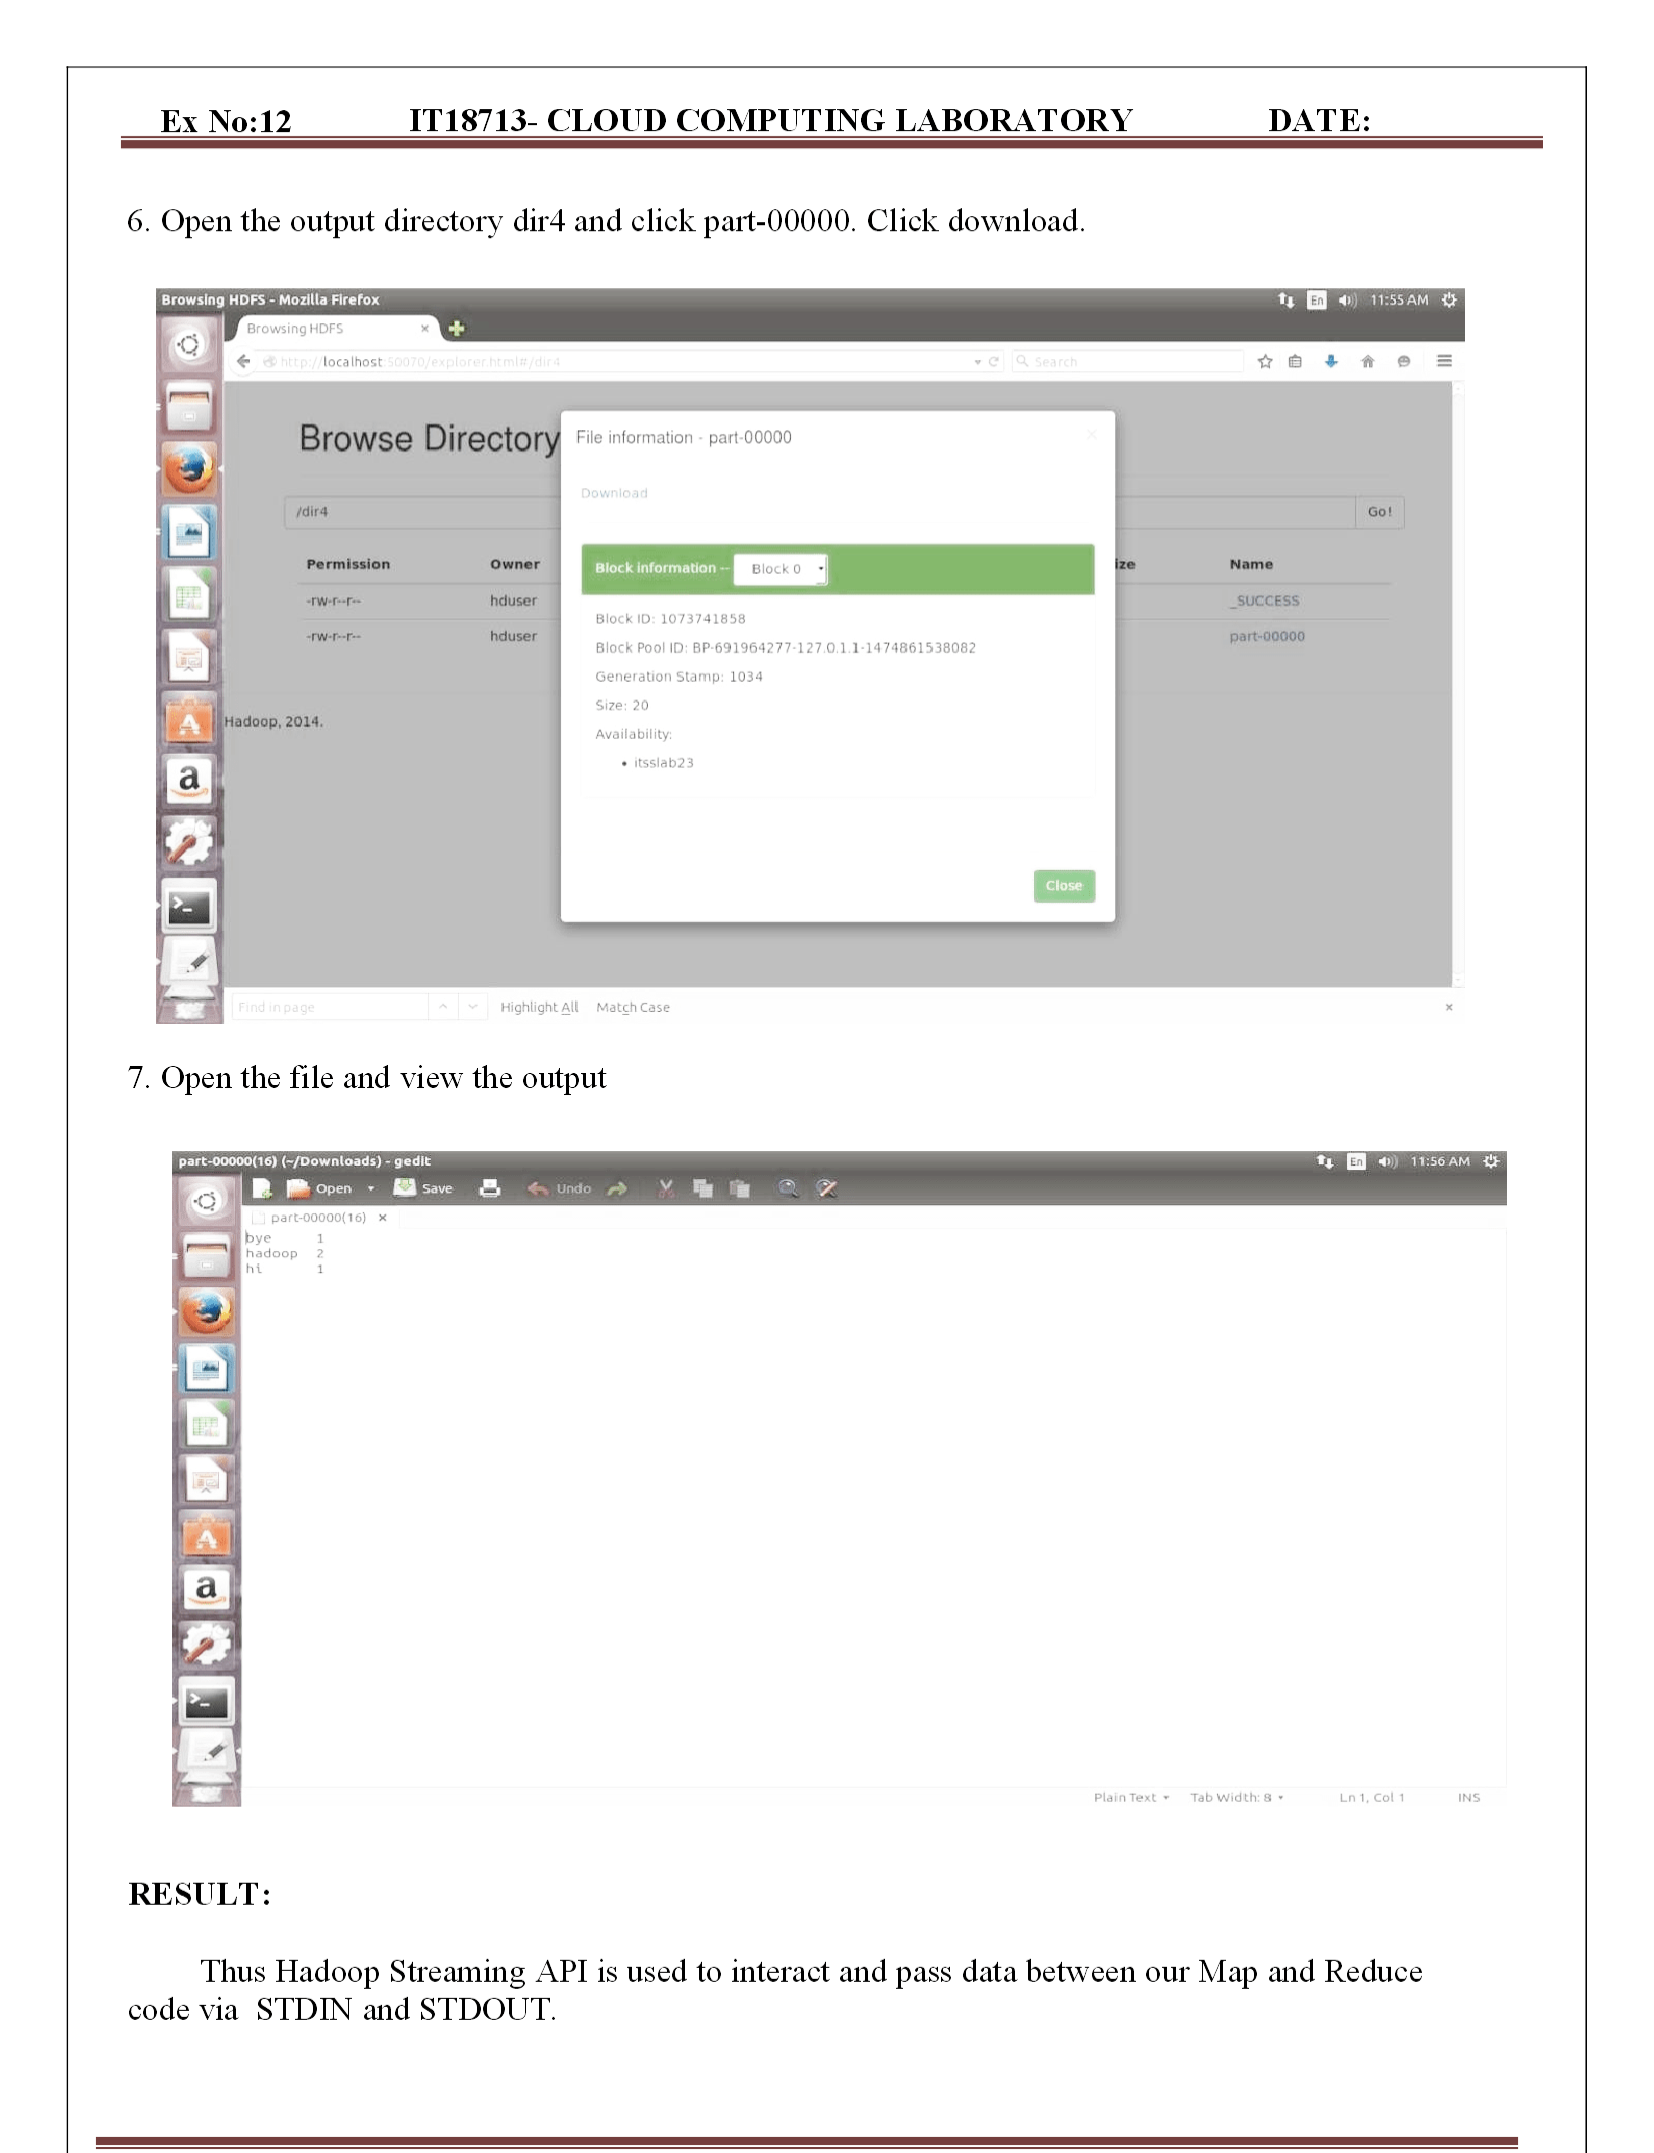 Ex No:12 IT18713- CLOUD COMPUTING LABORATORY DATE:
6. Open the output directory dir4 and click part-00000. Click download.
Browsing HDFS - Mozilla Firefox En 11:55 AM
Browsing HDFS
http://localhost:50070/explorer.html#/dir4 Search
Browse Directory
File information - part-00000
Download
/dir4 Go!
Permission Owner ize Name
Block information -- Block 0
-rw-r--r-- hduser _SUCCESS
-rw-r--r-- hduser part-00000
Block ID: 1073741858
Block Pool ID: BP-691964277-127.0.1.1-1474861538082
Generation Stamp: 1034
Size: 20
Availability:
• itsslab23
Hadoop, 2014.
Close
Find in page Highlight All Match Case
7. Open the file and view the output
part-00000(16) (~/Downloads) - gedit En 11:56 AM
Open Save Undo
part-00000(16)
bye 1
hadoop 2
hi 1
Plain Text Tab Width: 8 Ln 1, Col 1 INS
RESULT:
Thus Hadoop Streaming API is used to interact and pass data between our Map and Reduce
code via STDIN and STDOUT.